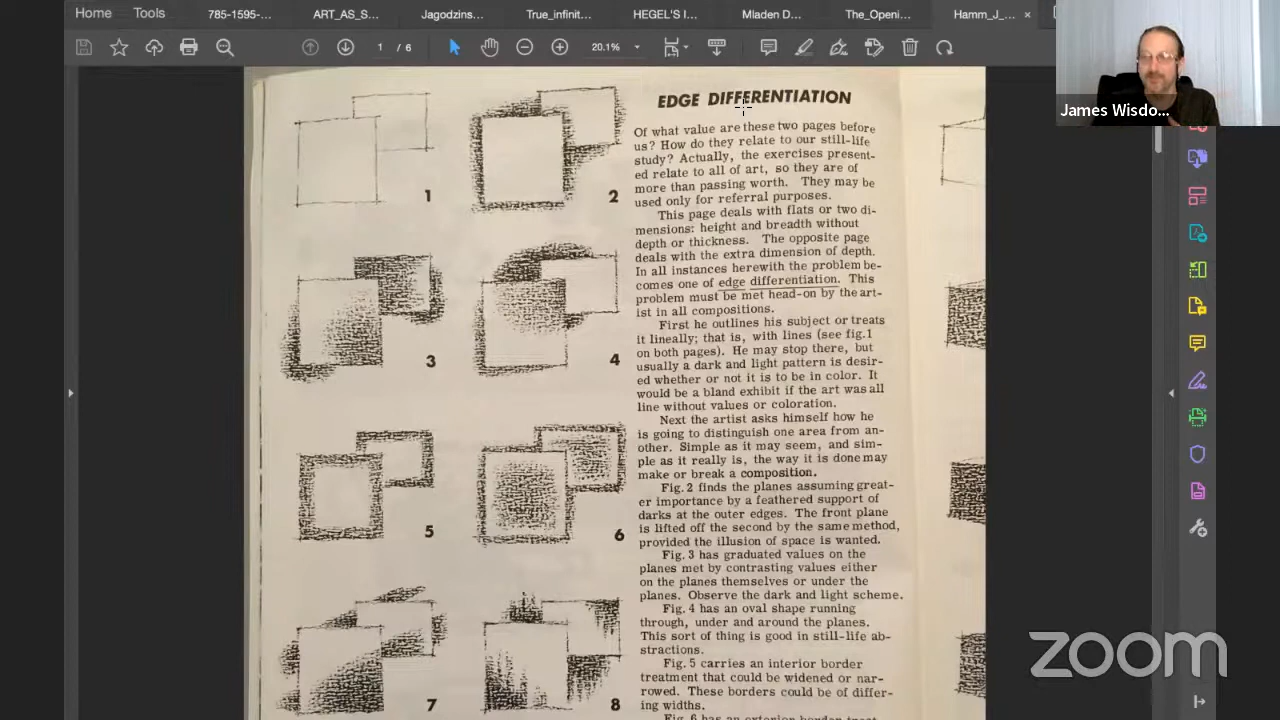 Home Tools 785-1595-... ART_AS_S... Jagodzins... True_infinit... HEGEL'S I... Mladen D... The_Openi... Hamm_J_... ×
1 / 6 20.1%
James Wisdo...
EDGE DIFFERENTIATION
Of what value are these two pages before
us? How do they relate to our still-life
study? Actually, the exercises present-
ed relate to all of art, so they are of
more than passing worth. They may be
used only for referral purposes.
This page deals with flats or two di-
mensions: height and breadth without
depth or thickness. The opposite page
deals with the extra dimension of depth.
In all instances herewith the problem be-
comes one of edge differentiation. This
problem must be met head-on by the art-
ist in all compositions.
First he outlines his subject or treats
it lineally; that is, with lines (see fig.1
on both pages). He may stop there, but
usually a dark and light pattern is desir-
ed whether or not it is to be in color. It
would be a bland exhibit if the art was all
line without values or coloration.
Next the artist asks himself how he
is going to distinguish one area from an-
other. Simple as it may seem, and sim-
ple as it really is, the way it is done may
make or break a composition.
Fig. 2 finds the planes assuming great-
er importance by a feathered support of
darks at the outer edges. The front plane
is lifted off the second by the same method,
provided the illusion of space is wanted.
Fig. 3 has graduated values on the
planes met by contrasting values either
on the planes themselves or under the
planes. Observe the dark and light scheme.
Fig. 4 has an oval shape running
through, under and around the planes.
This sort of thing is good in still-life ab-
stractions.
Fig. 5 carries an interior border
treatment that could be widened or nar-
rowed. These borders could be of differ-
ing widths.
Fig. 6 has an exterior border treat-
1
2
3
4
5
6
7
8
zoom